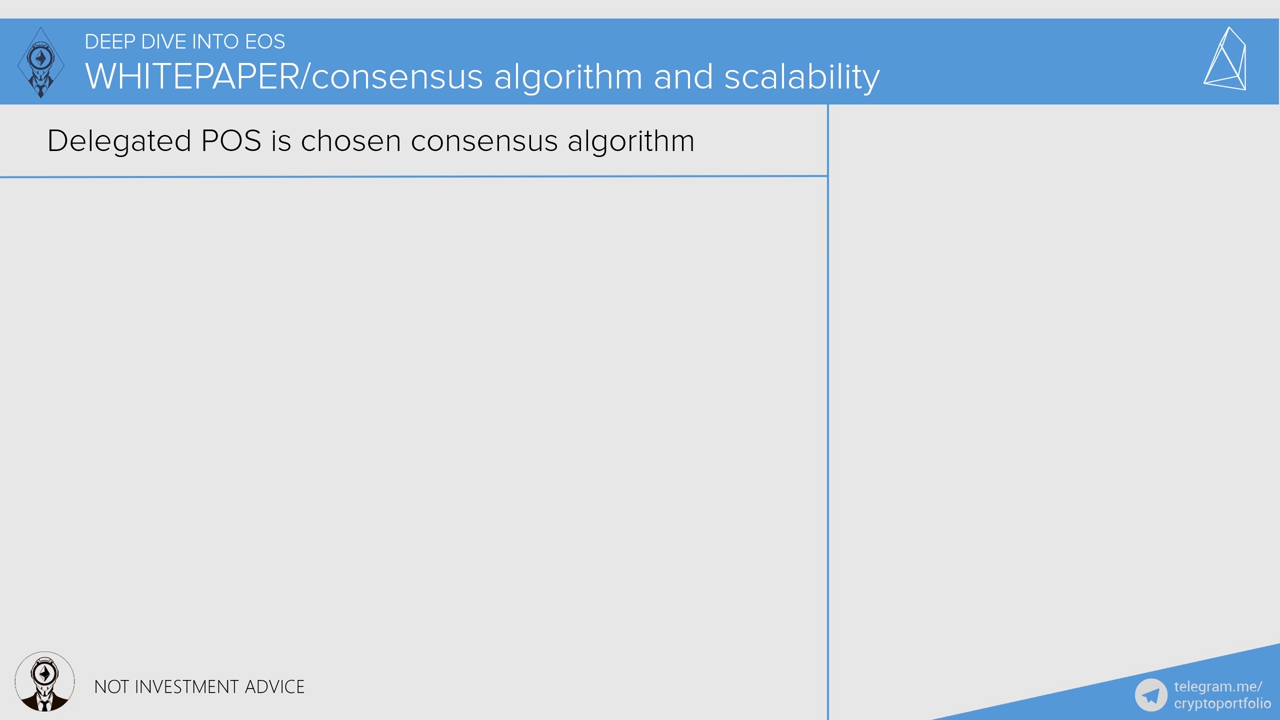 DEEP DIVE INTO EOS
WHITEPAPER/consensus algorithm and scalability
Delegated POS is chosen consensus algorithm
NOT INVESTMENT ADVICE
telegram.me/
cryptoportfolio